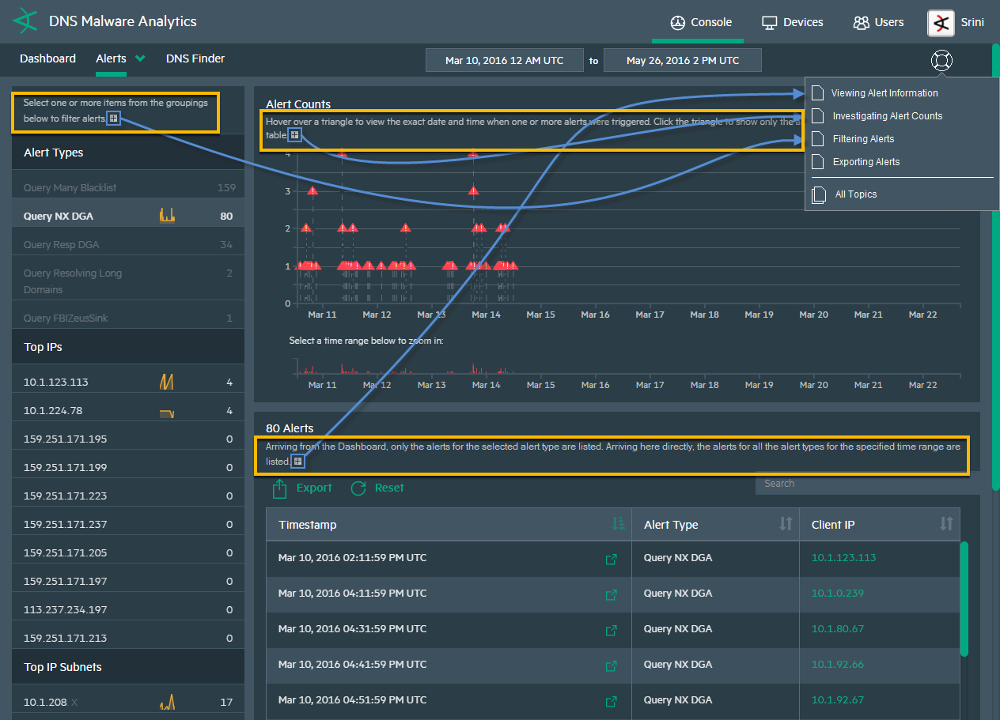 DNS Malware Analytics
Console
Devices
Users
Srini
Dashboard
Alerts
DNS Finder
Mar 10, 2016 12 AM UTC
to
May 26, 2016 2 PM UTC
Viewing Alert Information
Investigating Alert Counts
Filtering Alerts
Exporting Alerts
All Topics
Select one or more items from the groupings
below to filter alerts.
Alert Types
Query Many Blacklist 159
Query NX DGA 80
Query Resp DGA 34
Query Resolving Long 2
Domains
Query FBIZeusSink 1
Top IPs
10.1.123.113 4
10.1.224.78 4
159.251.171.195 0
159.251.171.199 0
159.251.171.223 0
159.251.171.237 0
159.251.171.205 0
159.251.171.197 0
113.237.234.197 0
159.251.171.213 0
Top IP Subnets
10.1.208 X 17
Alert Counts
Hover over a triangle to view the exact date and time when one or more alerts were triggered. Click the triangle to show only the a
table.
4
3
2
1
0
Mar 11 Mar 12 Mar 13 Mar 14 Mar 15 Mar 16 Mar 17 Mar 18 Mar 19 Mar 20 Mar 21 Mar 22
Select a time range below to zoom in:
Mar 11 Mar 12 Mar 13 Mar 14 Mar 15 Mar 16 Mar 17 Mar 18 Mar 19 Mar 20 Mar 21 Mar 22
80 Alerts
Arriving from the Dashboard, only the alerts for the selected alert type are listed. Arriving here directly, the alerts for all the alert types for the specified time range are
listed.
Export
Reset
Search
Timestamp Alert Type Client IP
Mar 10, 2016 02:11:59 PM UTC Query NX DGA 10.1.123.113
Mar 10, 2016 04:11:59 PM UTC Query NX DGA 10.1.0.239
Mar 10, 2016 04:31:59 PM UTC Query NX DGA 10.1.80.67
Mar 10, 2016 04:41:59 PM UTC Query NX DGA 10.1.92.66
Mar 10, 2016 04:51:59 PM UTC Query NX DGA 10.1.92.67